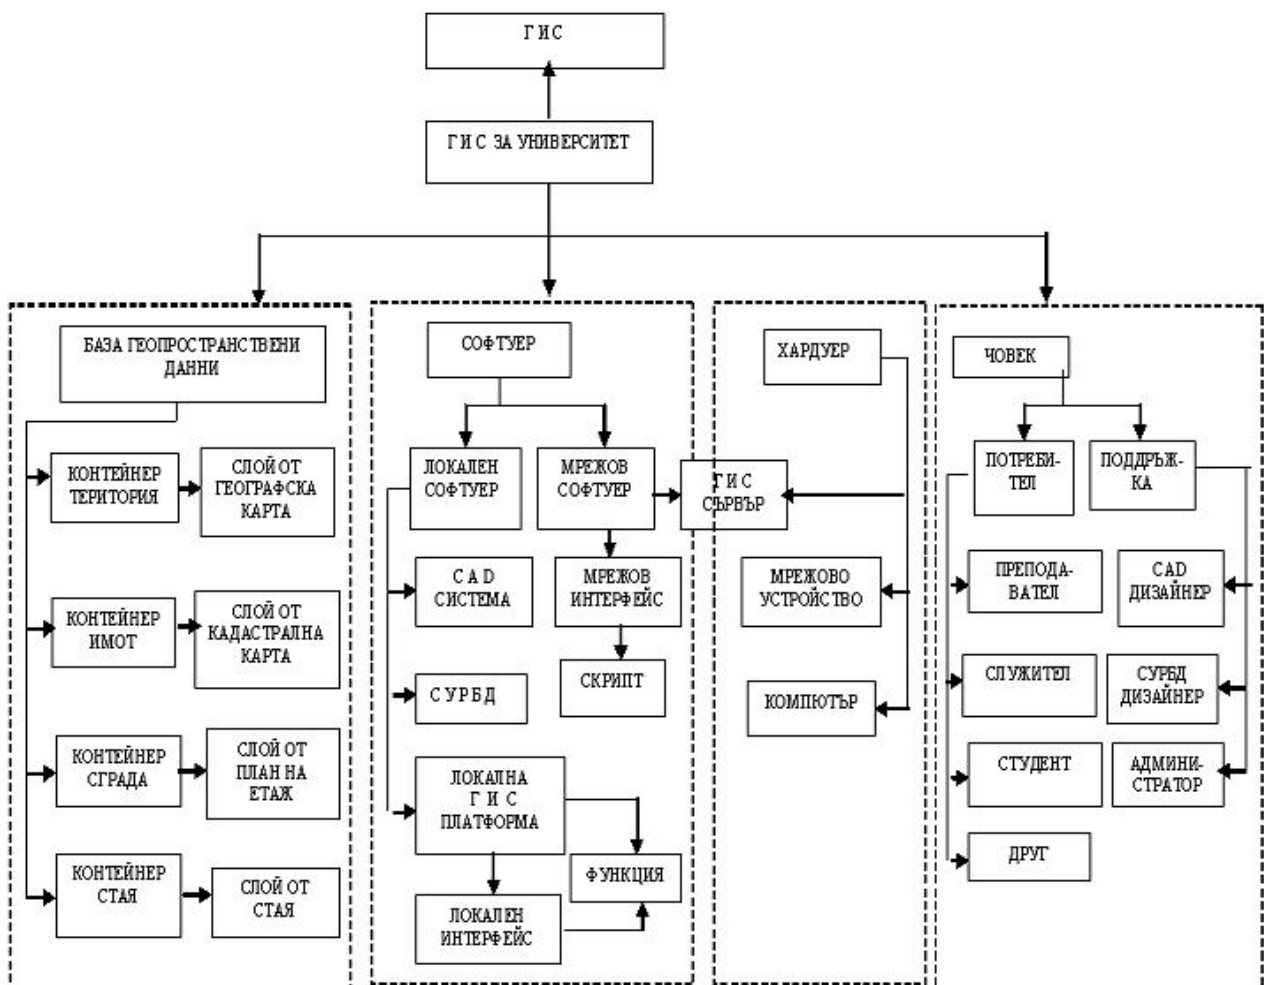 Г И С
Г И С ЗА УНИВЕРСИТЕТ
БАЗА ГЕОПРОСТРАНСТВЕНИ
ДАННИ
КОНТЕЙНЕР
ТЕРИТОРИЯ
СЛОЙ ОТ
ГЕОГРАФСКА
КАРТА
КОНТЕЙНЕР
ИМОТ
СЛОЙ ОТ
КАДАСТРАЛНА
КАРТА
КОНТЕЙНЕР
СГРАДА
СЛОЙ ОТ
ПЛАН НА
ЕТАЖ
КОНТЕЙНЕР
СТАЯ
СЛОЙ ОТ
СТАЯ
СОФТУЕР
ЛОКАЛЕН
СОФТУЕР
МРЕЖОВ
СОФТУЕР
Г И С
СЪРВЪР
C A D
СИСТЕМА
МРЕЖОВ
ИНТЕРФЕЙС
С У Р Б Д
СКРИПТ
ЛОКАЛНА
Г И С
ПЛАТФОРМА
ФУНКЦИЯ
ЛОКАЛЕН
ИНТЕРФЕЙС
ХАРДУЕР
МРЕЖОВО
УСТРОЙСТВО
КОМПЮТЪР
ЧОВЕК
ПОТРЕБИ-
ТЕЛ
ПОДДРЪЖ-
КА
ПРЕПОДА-
ВАТЕЛ
CAD
ДИЗАЙНЕР
СЛУЖИТЕЛ
СУРБД
ДИЗАЙНЕР
СТУДЕНТ
АДМИНИ-
СТРАТОР
ДРУГ